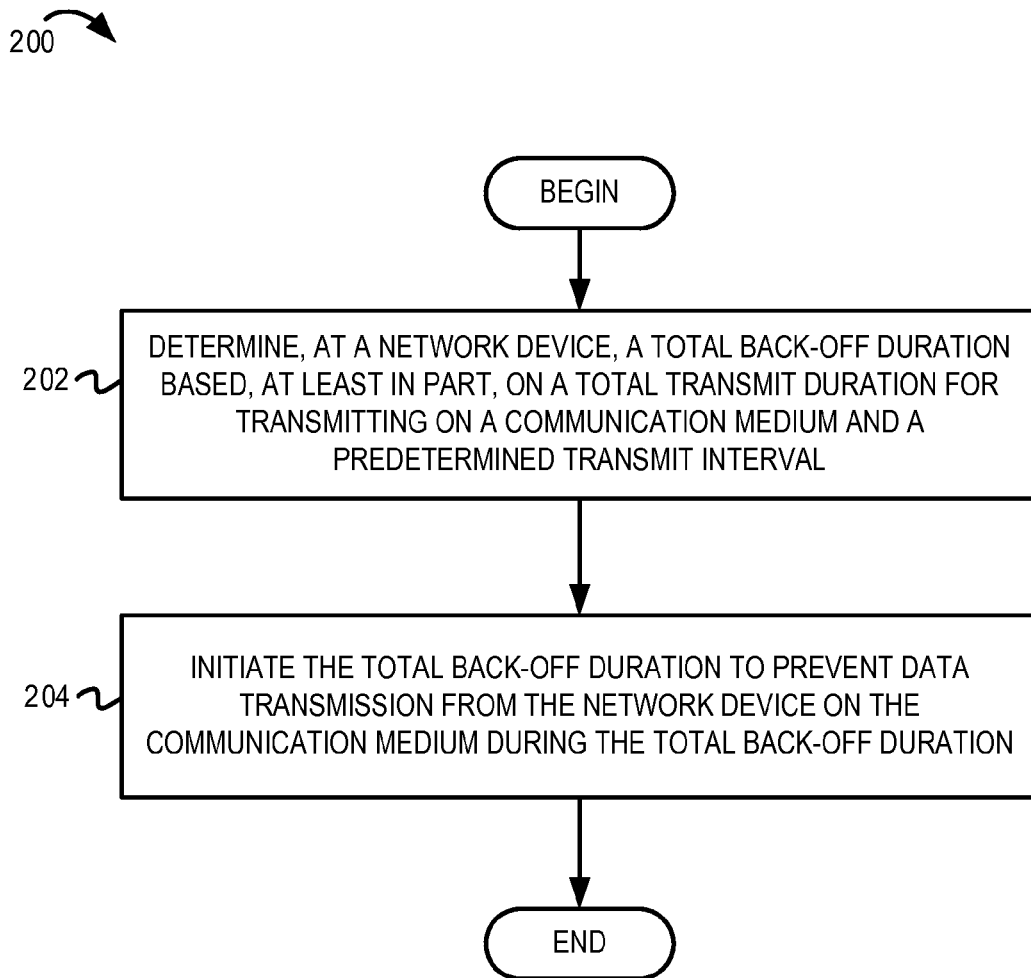 200
BEGIN
DETERMINE, AT A NETWORK DEVICE, A TOTAL BACK-OFF DURATION
BASED, AT LEAST IN PART, ON A TOTAL TRANSMIT DURATION FOR
202
TRANSMITTING ON A COMMUNICATION MEDIUM AND A
PREDETERMINED TRANSMIT INTERVAL
INITIATE THE TOTAL BACK-OFF DURATION TO PREVENT DATA
204
TRANSMISSION FROM THE NETWORK DEVICE ON THE
COMMUNICATION MEDIUM DURING THE TOTAL BACK-OFF DURATION
END